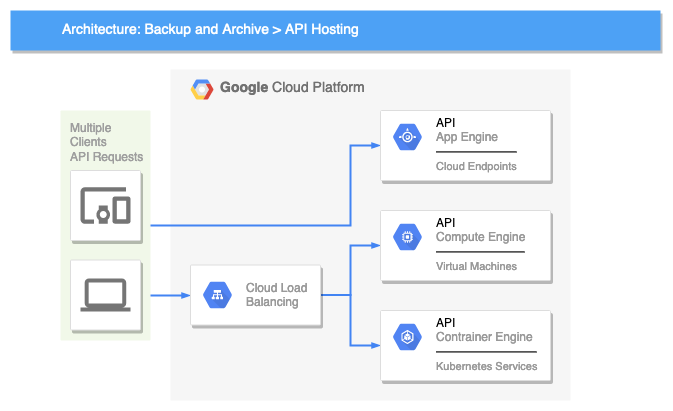 Architecture: Backup and Archive > API Hosting
Google Cloud Platform
Multiple
Clients
API Requests
API
App Engine
Cloud Endpoints
API
Compute Engine
Virtual Machines
Cloud Load
Balancing
API
Contrainer Engine
Kubernetes Services